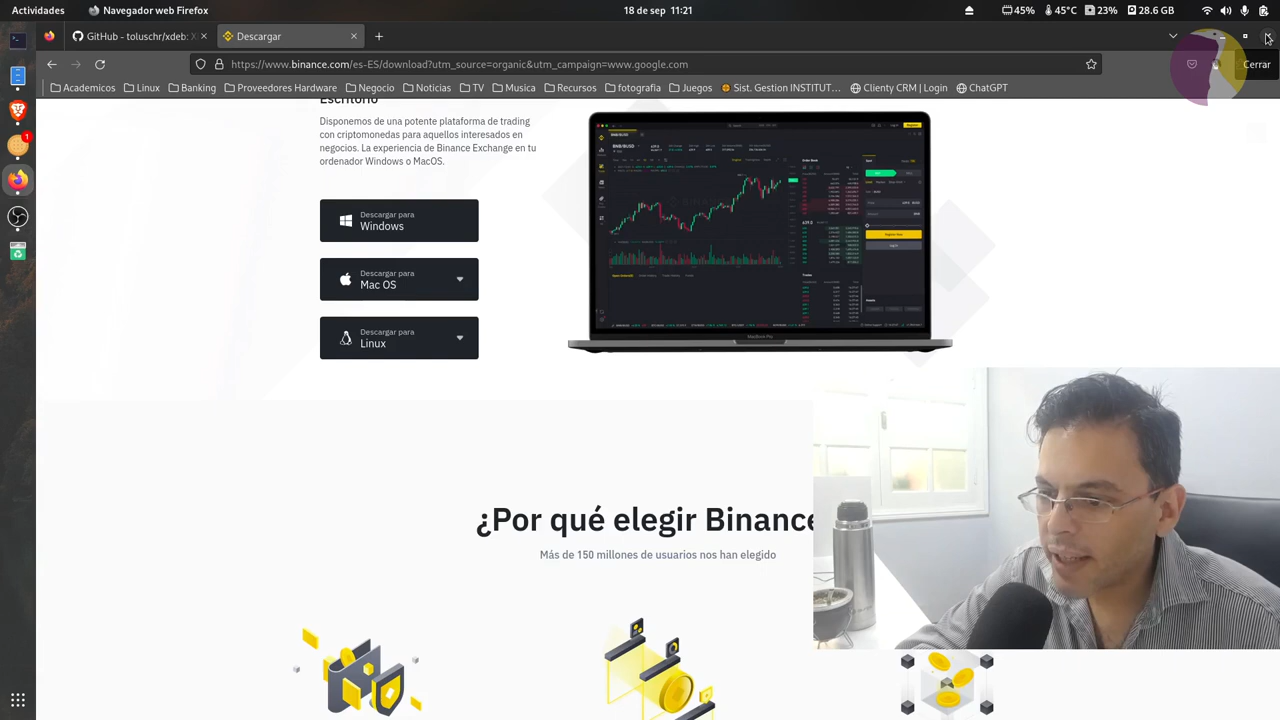 Actividades
Navegador web Firefox
18 de sep 11:21
45%
45°C
23%
28.6 GB
GitHub - toluschr/xdeb: X
Descargar
https://www.binance.com/es-ES/download?utm_source=organic&utm_campaign=www.google.com
Cerrar
Academicos
Linux
Banking
Proveedores Hardware
Negocio
Noticias
TV
Musica
Recursos
fotografia
Juegos
Sist. Gestion INSTITUT…
Clienty CRM | Login
ChatGPT
Escritorio
Disponemos de una potente plataforma de trading
con criptomonedas para aquellos interesados en
negocios. La experiencia de Binance Exchange en tu
ordenador Windows o MacOS.
Descargar para
Windows
Descargar para
Mac OS
Descargar para
Linux
MacBook Pro
¿Por qué elegir Binance
Más de 150 millones de usuarios nos han elegido
1